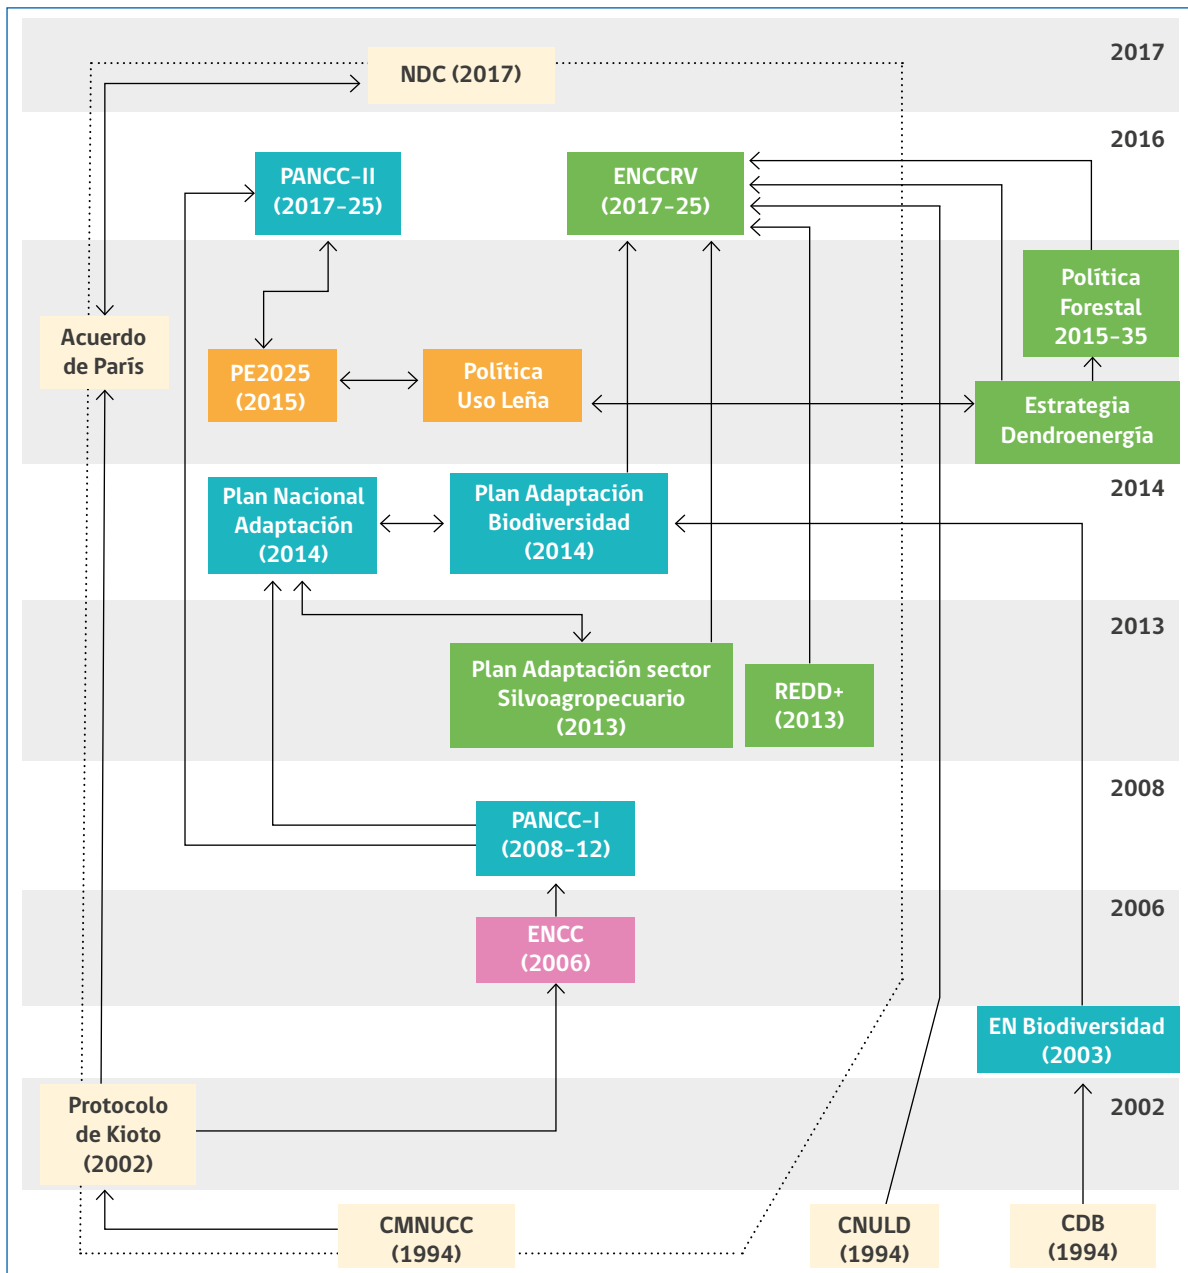 2017
NDC (2017)
2016
PANCC-II
(2017-25)
ENCCRV
(2017-25)
Política
Forestal
2015-35
Acuerdo
de París
PE2025
(2015)
Política
Uso Leña
Estrategia
Dendroenergía
2014
Plan Nacional
Adaptación
(2014)
Plan Adaptación
Biodiversidad
(2014)
2013
Plan Adaptación sector
Silvoagropecuario
(2013)
REDD+
(2013)
2008
PANCC-I
(2008-12)
2006
ENCC
(2006)
EN Biodiversidad
(2003)
2002
Protocolo
de Kioto
(2002)
CMNUCC
(1994)
CNULD
(1994)
CDB
(1994)